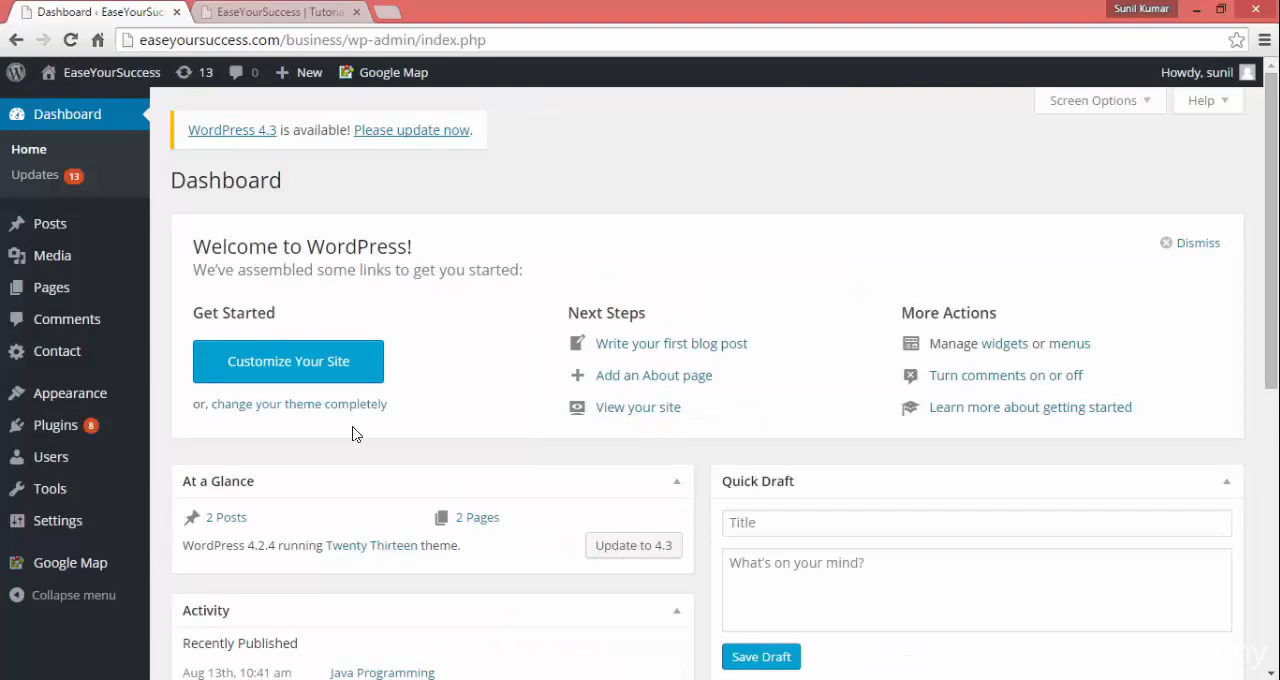 Dashboard ‹ EaseYourSuc
EaseYourSuccess | Tutoria
Sunil Kumar
easeyoursuccess.com/business/wp-admin/index.php
EaseYourSuccess
13
0
New
Google Map
Howdy, sunil
Dashboard
Home
Updates 13
Posts
Media
Pages
Comments
Contact
Appearance
Plugins 8
Users
Tools
Settings
Google Map
Collapse menu
Screen Options
Help
WordPress 4.3 is available! Please update now.
Dashboard
Welcome to WordPress!
We've assembled some links to get you started:
Dismiss
Get Started
Customize Your Site
or, change your theme completely
Next Steps
Write your first blog post
Add an About page
View your site
More Actions
Manage widgets or menus
Turn comments on or off
Learn more about getting started
At a Glance
2 Posts
2 Pages
WordPress 4.2.4 running Twenty Thirteen theme.
Update to 4.3
Activity
Recently Published
Aug 13th, 10:41 am
Java Programming
Quick Draft
Title
What's on your mind?
Save Draft